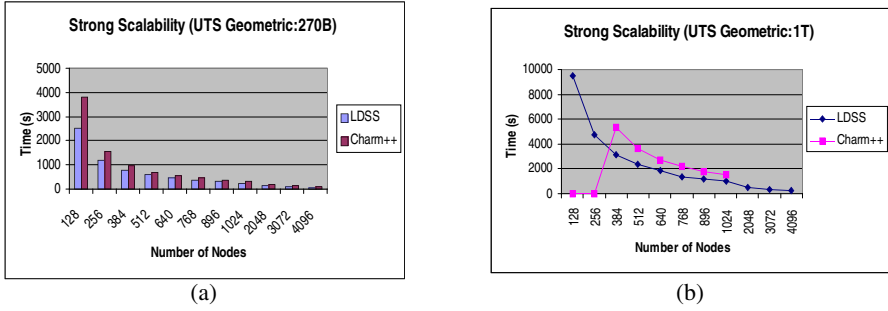 Strong Scalability (UTS Geometric:270B)
5000
4000
3000
2000
1000
0
Time (s)
128
256
384
512
640
768
896
1024
2048
3072
4096
Number of Nodes
LDSS
Charm++
(a)
Strong Scalability (UTS Geometric:1T)
10000
8000
6000
4000
2000
0
Time (s)
128
256
384
512
640
768
896
1024
2048
3072
4096
Number of Nodes
LDSS
Charm++
(b)